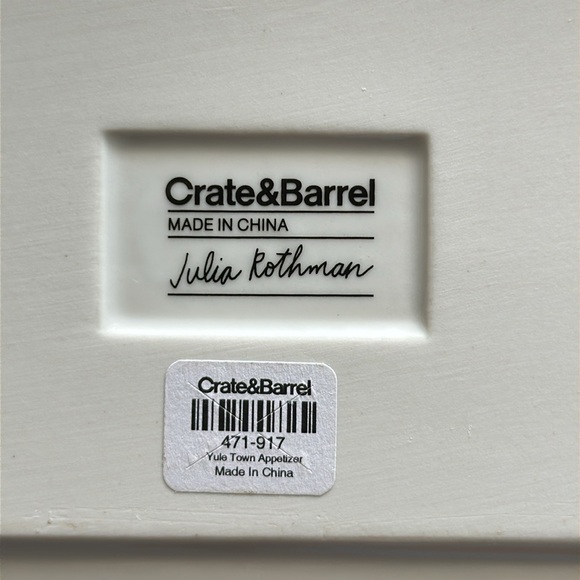 Crate&Barrel
MADE IN CHINA
Julia Rothman
Crate&Barrel
471-917
Yule Town Appetizer
Made In China